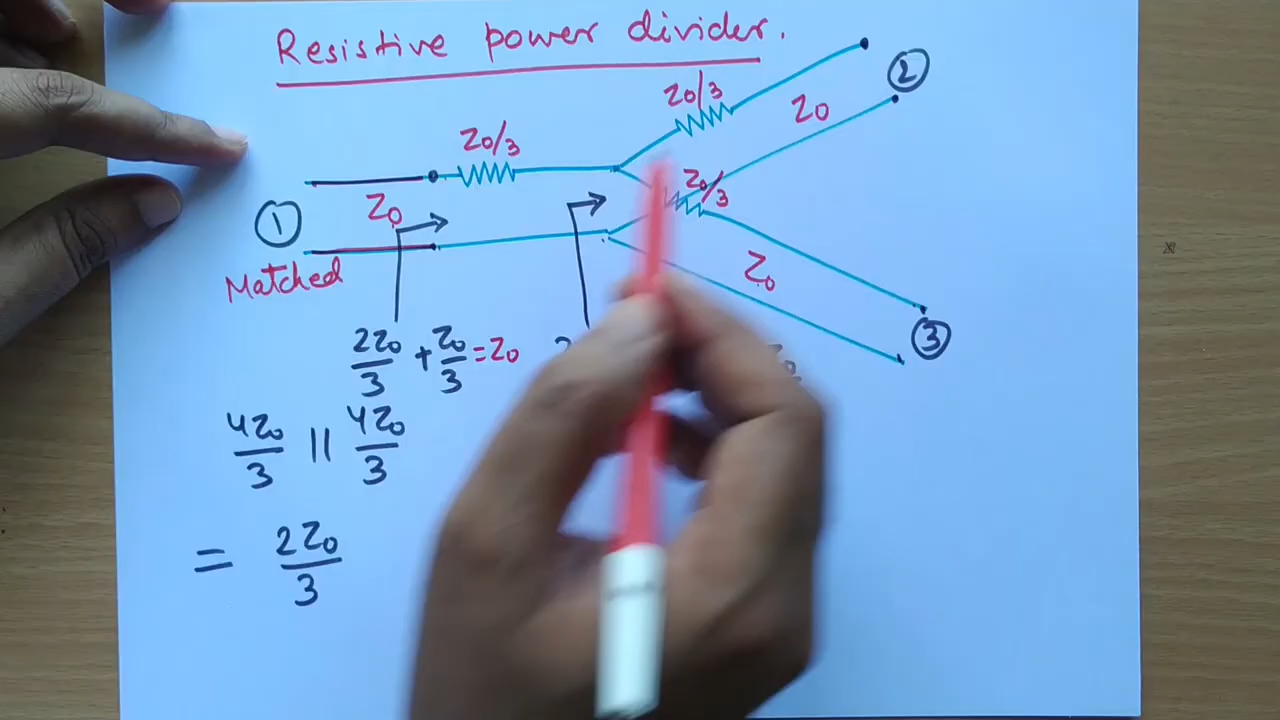 Resistive power divider.
②
Z0/3
Z0
Z0/3
Z0/3
①
Z0
Matched
Z0
③
2Z0/3 + Z0/3 = Z0
4Z0/3 || 4Z0/3
= 2Z0/3